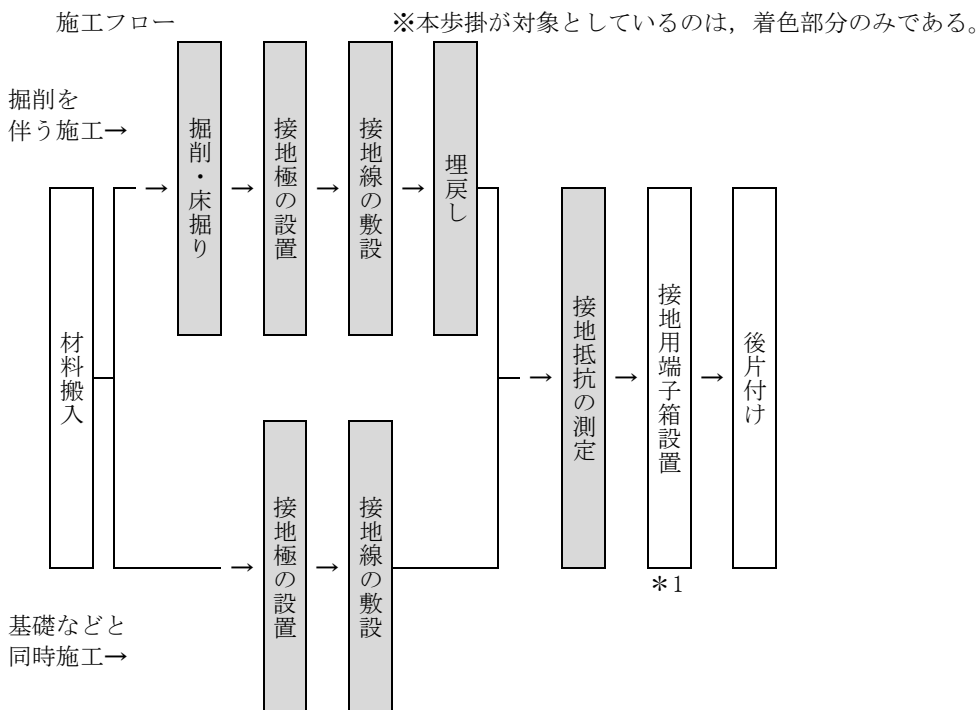 施工フロー
※本歩掛が対象としているのは，着色部分のみである。
掘削を
伴う施工→
掘削・床掘り
接地極の設置
接地線の敷設
埋戻し
材料搬入
接地抵抗の測定
接地用端子箱設置
後片付け
＊1
接地極の設置
接地線の敷設
基礎などと
同時施工→